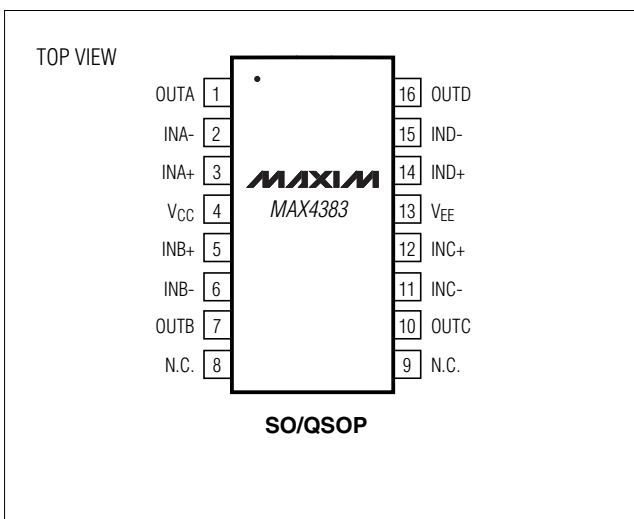 TOP VIEW
OUTA 1 16 OUTD
INA- 2 15 IND-
INA+ 3 14 IND+
MAXIM
VCC 4 MAX4383 13 VEE
INB+ 5 12 INC+
INB- 6 11 INC-
OUTB 7 10 OUTC
N.C. 8 9 N.C.
SO/QSOP